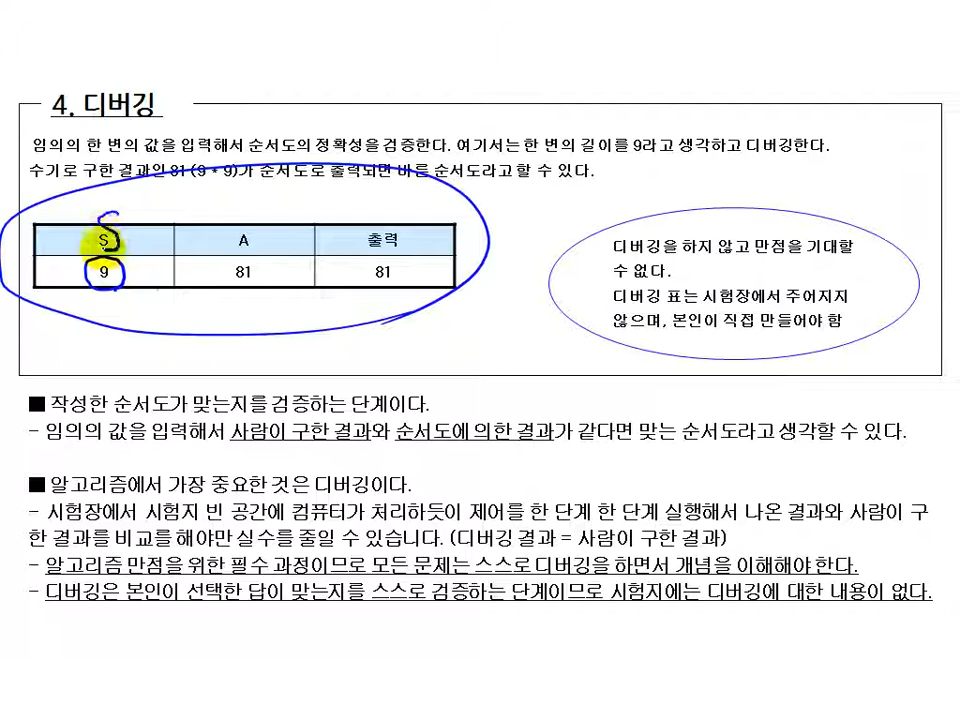 4. 디버깅
임의의 한 변의 값을 입력해서 순서도의 정확성을 검증한다. 여기서는 한 변의 길이를 9라고 생각하고 디버깅한다.
수기로 구한 결과인 81 (9 * 9)가 순서도로 출력되면 바른 순서도라고 할 수 있다.
S
S A 출력
9 81 81
디버깅을 하지 않고 만점을 기대할
수 없다.
디버깅 표는 시험장에서 주어지지
않으며, 본인이 직접 만들어야 함
■ 작성한 순서도가 맞는지를 검증하는 단계이다.
- 임의의 값을 입력해서 사람이 구한 결과와 순서도에 의한 결과가 같다면 맞는 순서도라고 생각할 수 있다.
■ 알고리즘에서 가장 중요한 것은 디버깅이다.
- 시험장에서 시험지 빈 공간에 컴퓨터가 처리하듯이 제어를 한 단계 한 단계 실행해서 나온 결과와 사람이 구
한 결과를 비교를 해야만 실수를 줄일 수 있습니다. (디버깅 결과 = 사람이 구한 결과)
- 알고리즘 만점을 위한 필수 과정이므로 모든 문제는 스스로 디버깅을 하면서 개념을 이해해야 한다.
- 디버깅은 본인이 선택한 답이 맞는지를 스스로 검증하는 단계이므로 시험지에는 디버깅에 대한 내용이 없다.